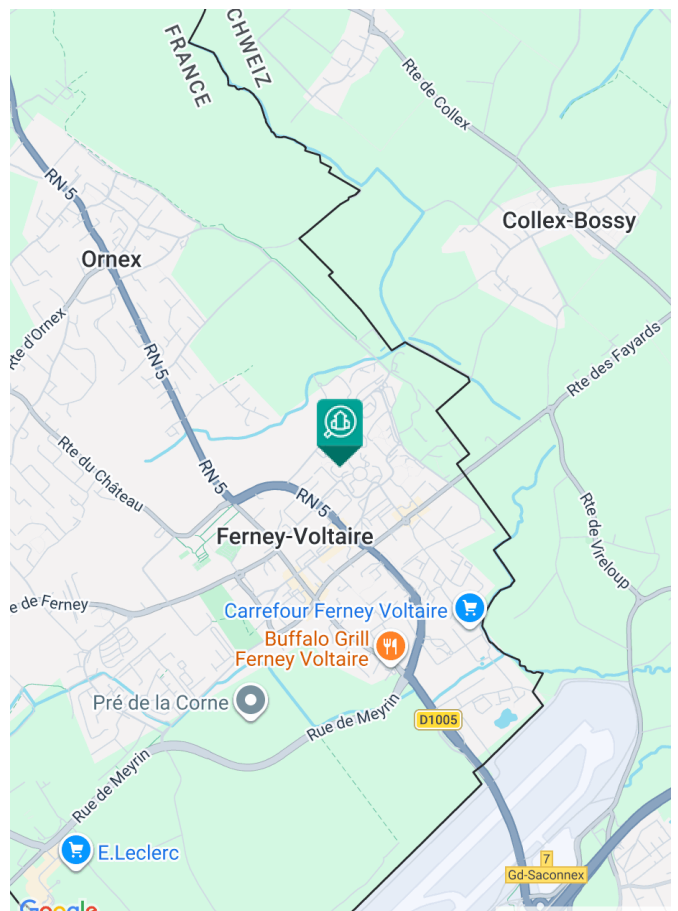 CHWEIZ
FRANCE
Rte de Collex
RN 5
Collex-Bossy
Ornex
Rte d'Ornex
RN 5
Rte des Fayards
Rte du Château
RN 5
RN 5
Rte de Vireloup
Ferney-Voltaire
e de Ferney
Carrefour Ferney Voltaire
Buffalo Grill
Ferney Voltaire
Pré de la Corne
Rue de Meyrin
D1005
Rue de Meyrin
E.Leclerc
7
Gd-Saconnex
Google